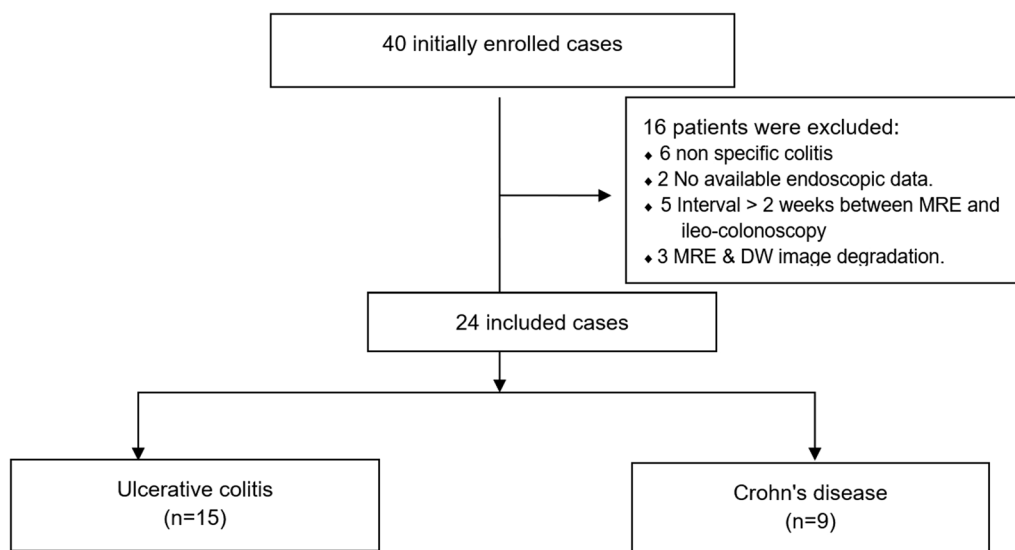 40 initially enrolled cases
16 patients were excluded:
⬧ 6 non specific colitis
⬧ 2 No available endoscopic data.
⬧ 5 Interval > 2 weeks between MRE and
ileo-colonoscopy
⬧ 3 MRE & DW image degradation.
24 included cases
Ulcerative colitis
(n=15)
Crohn's disease
(n=9)